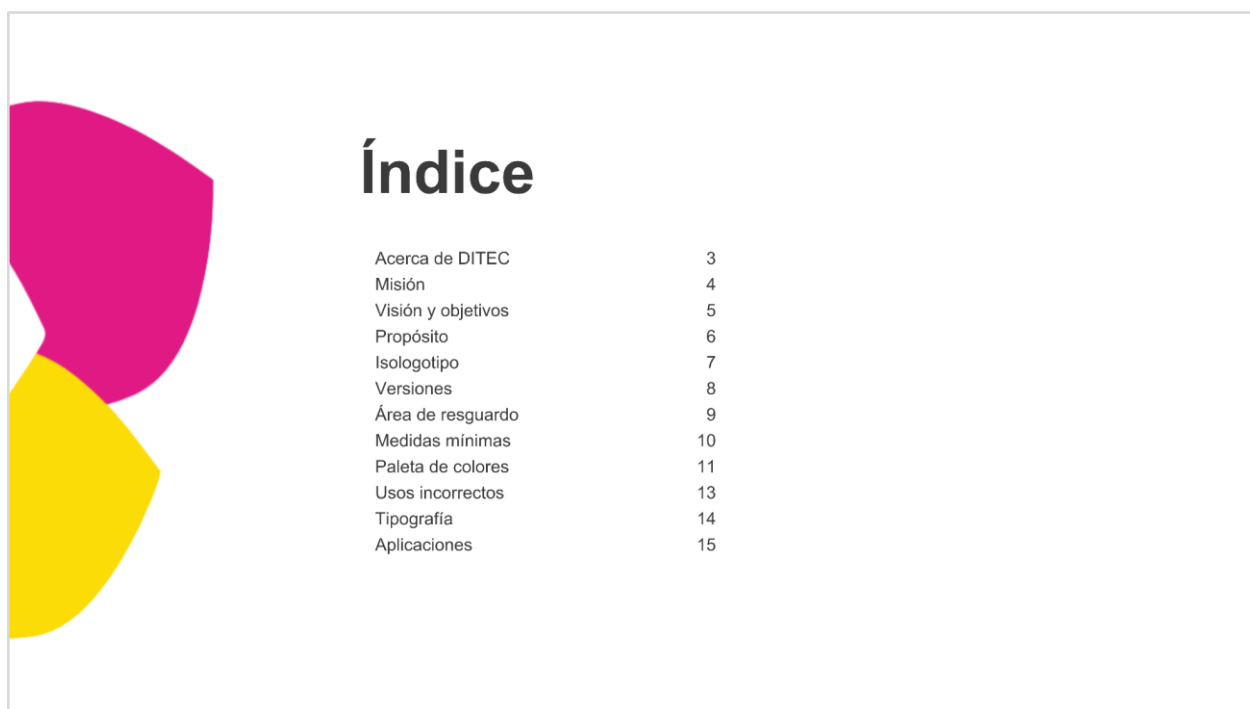 Índice
Acerca de DITEC 3
Misión 4
Visión y objetivos 5
Propósito 6
Isologotipo 7
Versiones 8
Área de resguardo 9
Medidas mínimas 10
Paleta de colores 11
Usos incorrectos 13
Tipografía 14
Aplicaciones 15